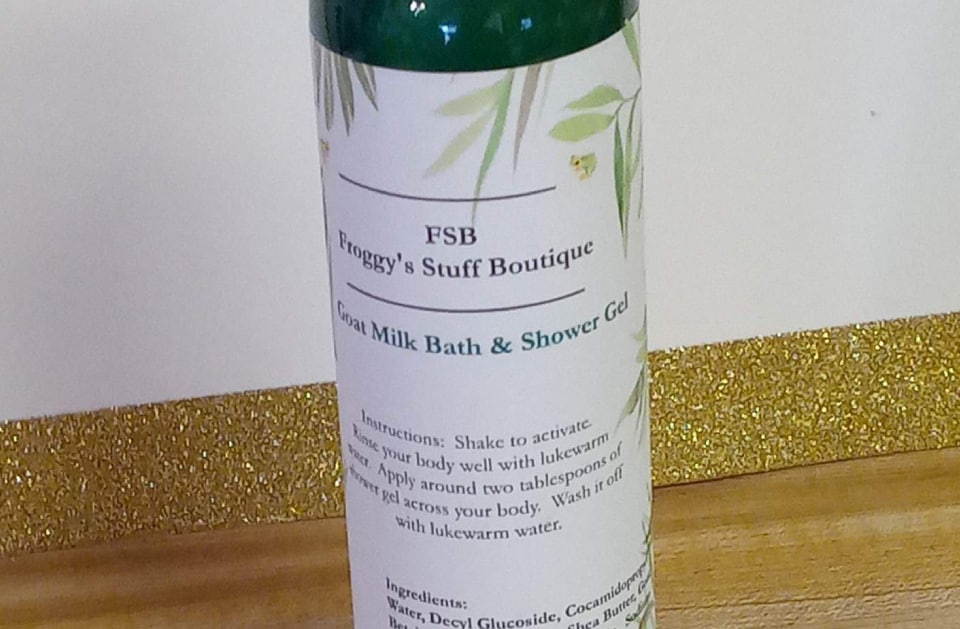 FSB
Froggy's Stuff Boutique
Goat Milk Bath & Shower Gel
Instructions: Shake to activate.
Rinse your body well with lukewarm
water. Apply around two tablespoons of
shower gel across your body. Wash it off
with lukewarm water.
Ingredients:
Water, Decyl Glucoside,
Shea Butter,